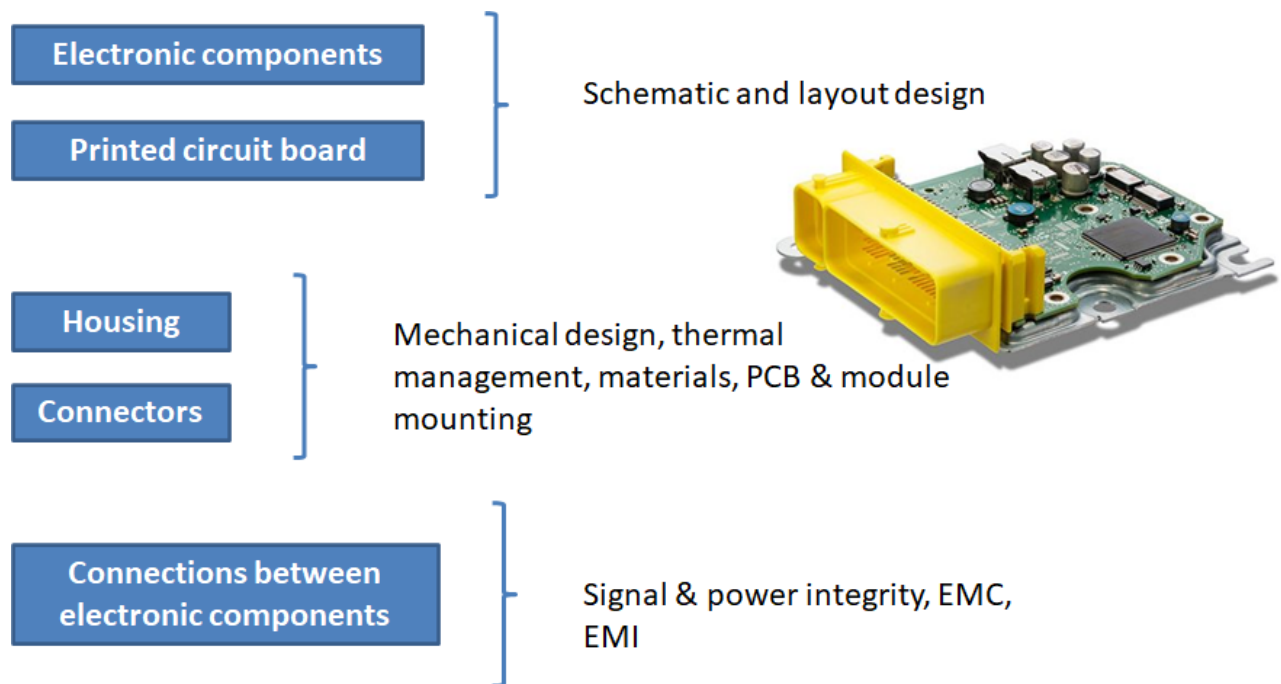 Electronic components
Printed circuit board
Schematic and layout design
Housing
Connectors
Mechanical design, thermal
management, materials, PCB & module
mounting
Connections between
electronic components
Signal & power integrity, EMC,
EMI